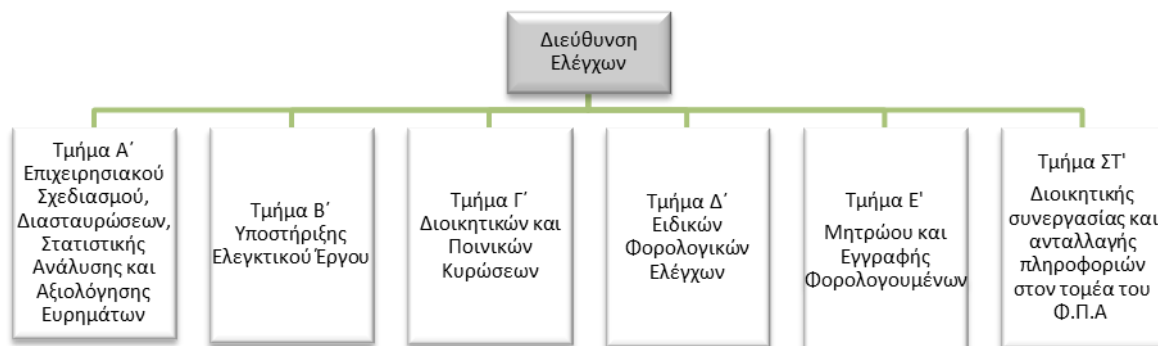 Διεύθυνση
Ελέγχων
Τμήμα Α΄
Επιχειρησιακού
Σχεδιασμού,
Διασταυρώσεων,
Στατιστικής
Ανάλυσης και
Αξιολόγησης
Ευρημάτων
Τμήμα Β΄
Υποστήριξης
Ελεγκτικού Έργου
Τμήμα Γ΄
Διοικητικών και
Ποινικών
Κυρώσεων
Τμήμα Δ΄
Ειδικών
Φορολογικών
Ελέγχων
Τμήμα Ε'
Μητρώου και
Εγγραφής
Φορολογουμένων
Τμήμα ΣΤ'
Διοικητικής
συνεργασίας και
ανταλλαγής
πληροφοριών
στον τομέα του
Φ.Π.Α